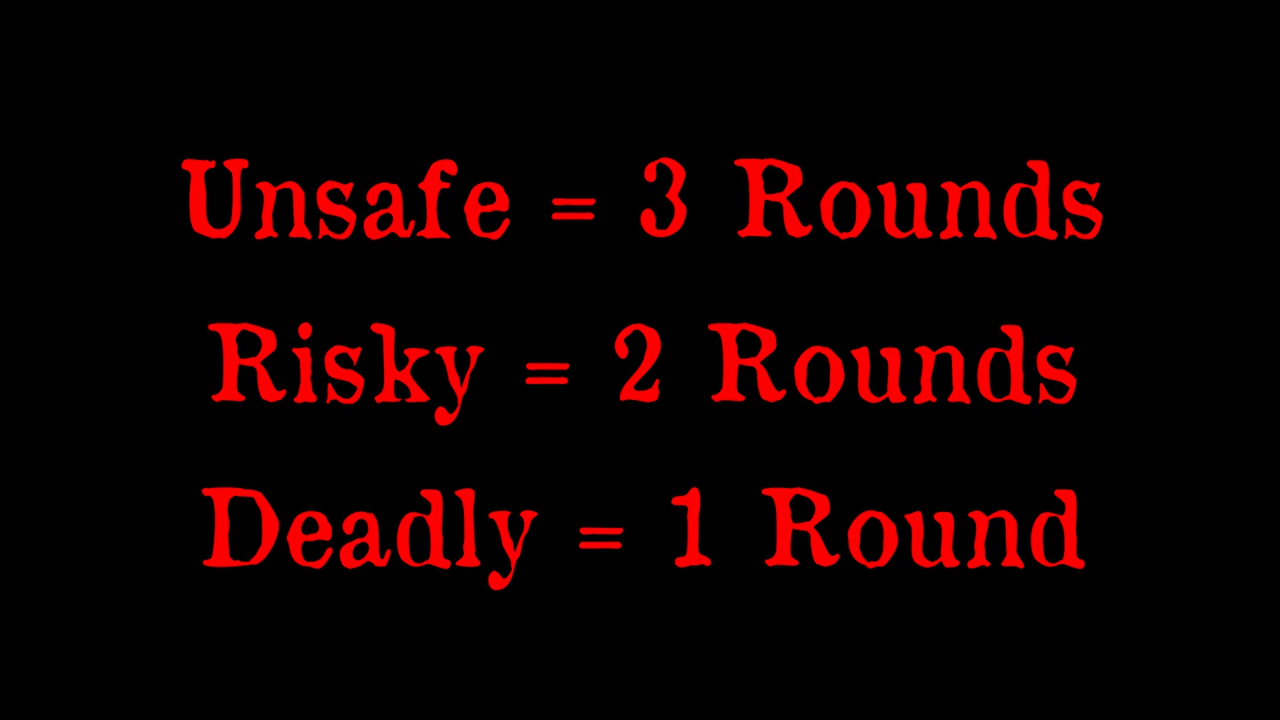 Unsafe = 3 Rounds
Risky = 2 Rounds
Deadly = 1 Round